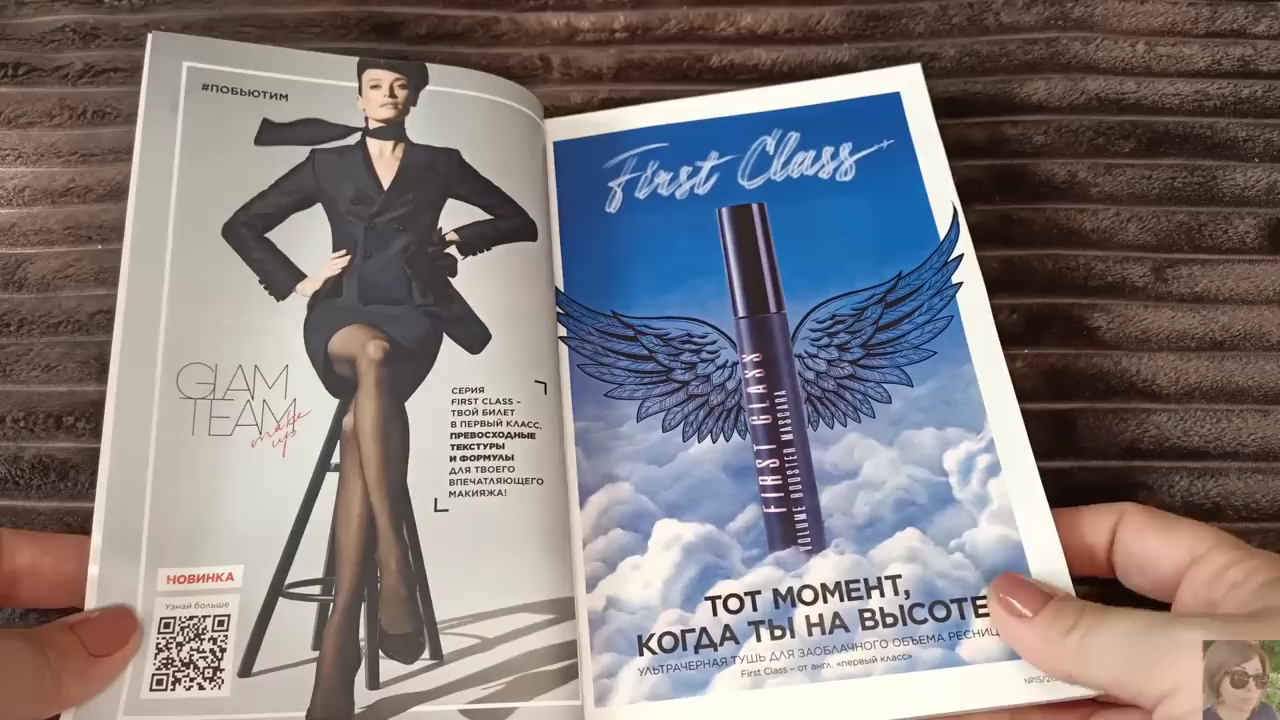 #ПОБЬЮТИМ
GLAM
TEAM
make
up
СЕРИЯ
FIRST CLASS –
ТВОЙ БИЛЕТ
В ПЕРВЫЙ КЛАСС.
ПРЕВОСХОДНЫЕ
ТЕКСТУРЫ
И ФОРМУЛЫ
ДЛЯ ТВОЕГО
ВПЕЧАТЛЯЮЩЕГО
МАКИЯЖА!
НОВИНКА
Узнай больше
First Class
FIRST CLASS
VOLUME BOOSTER MASCARA
ТОТ МОМЕНТ,
КОГДА ТЫ НА ВЫСОТЕ
УЛЬТРАЧЕРНАЯ ТУШЬ ДЛЯ ЗАОБЛАЧНОГО ОБЪЕМА РЕСНИЦ
First Class – от англ. «первый класс»